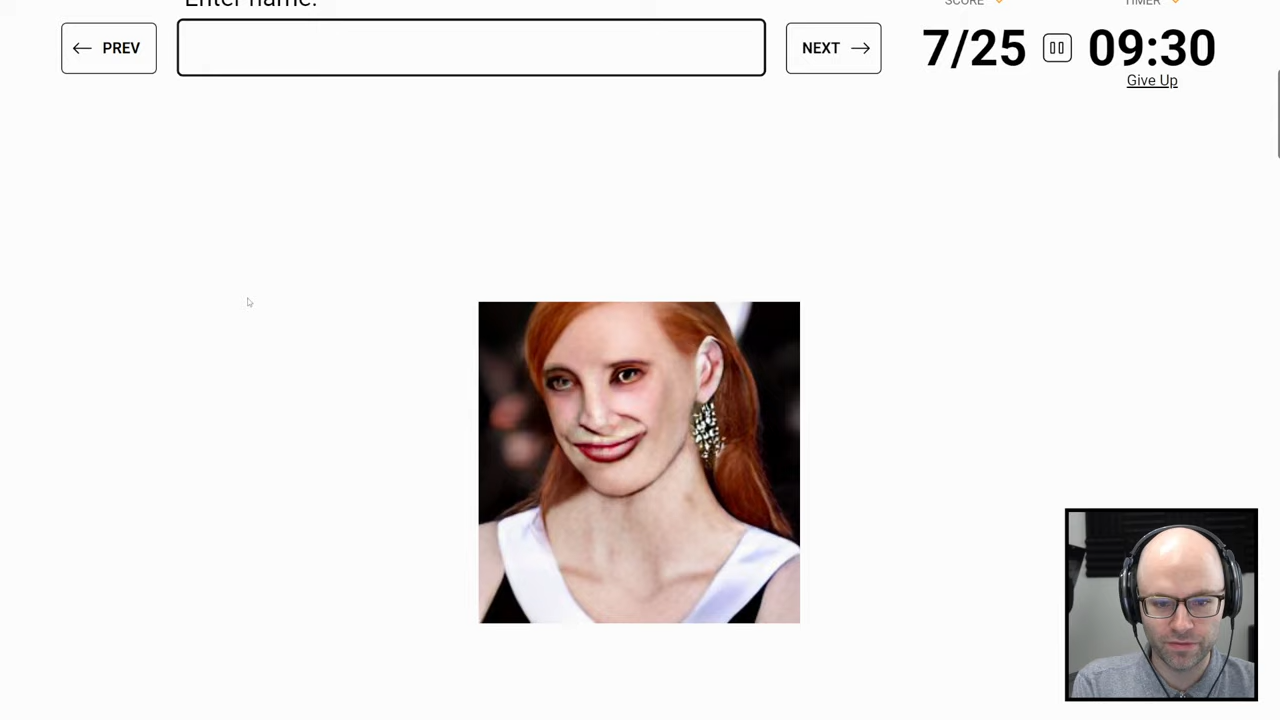 Enter name:
SCORE
TIMER
← PREV
NEXT →
7/25
09:30
Give Up